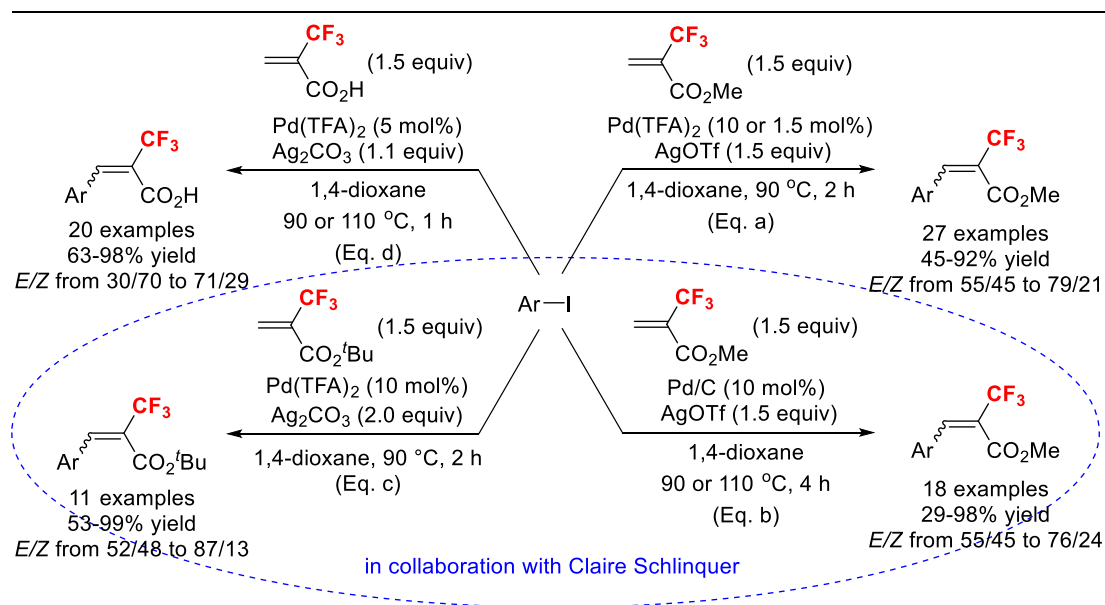 CF3
(1.5 equiv)
CO2H
Pd(TFA)2 (5 mol%)
Ag2CO3 (1.1 equiv)
1,4-dioxane
90 or 110 °C, 1 h
(Eq. d)
CF3
Ar
CO2H
20 examples
63-98% yield
E/Z from 30/70 to 71/29
CF3
(1.5 equiv)
CO2Me
Pd(TFA)2 (10 or 1.5 mol%)
AgOTf (1.5 equiv)
1,4-dioxane, 90 °C, 2 h
(Eq. a)
CF3
Ar
CO2Me
27 examples
45-92% yield
E/Z from 55/45 to 79/21
Ar—I
CF3
(1.5 equiv)
CO2tBu
Pd(TFA)2 (10 mol%)
Ag2CO3 (2.0 equiv)
1,4-dioxane, 90 °C, 2 h
(Eq. c)
CF3
Ar
CO2tBu
11 examples
53-99% yield
E/Z from 52/48 to 87/13
CF3
(1.5 equiv)
CO2Me
Pd/C (10 mol%)
AgOTf (1.5 equiv)
1,4-dioxane
90 or 110 °C, 4 h
(Eq. b)
CF3
Ar
CO2Me
18 examples
29-98% yield
E/Z from 55/45 to 76/24
in collaboration with Claire Schlinquer